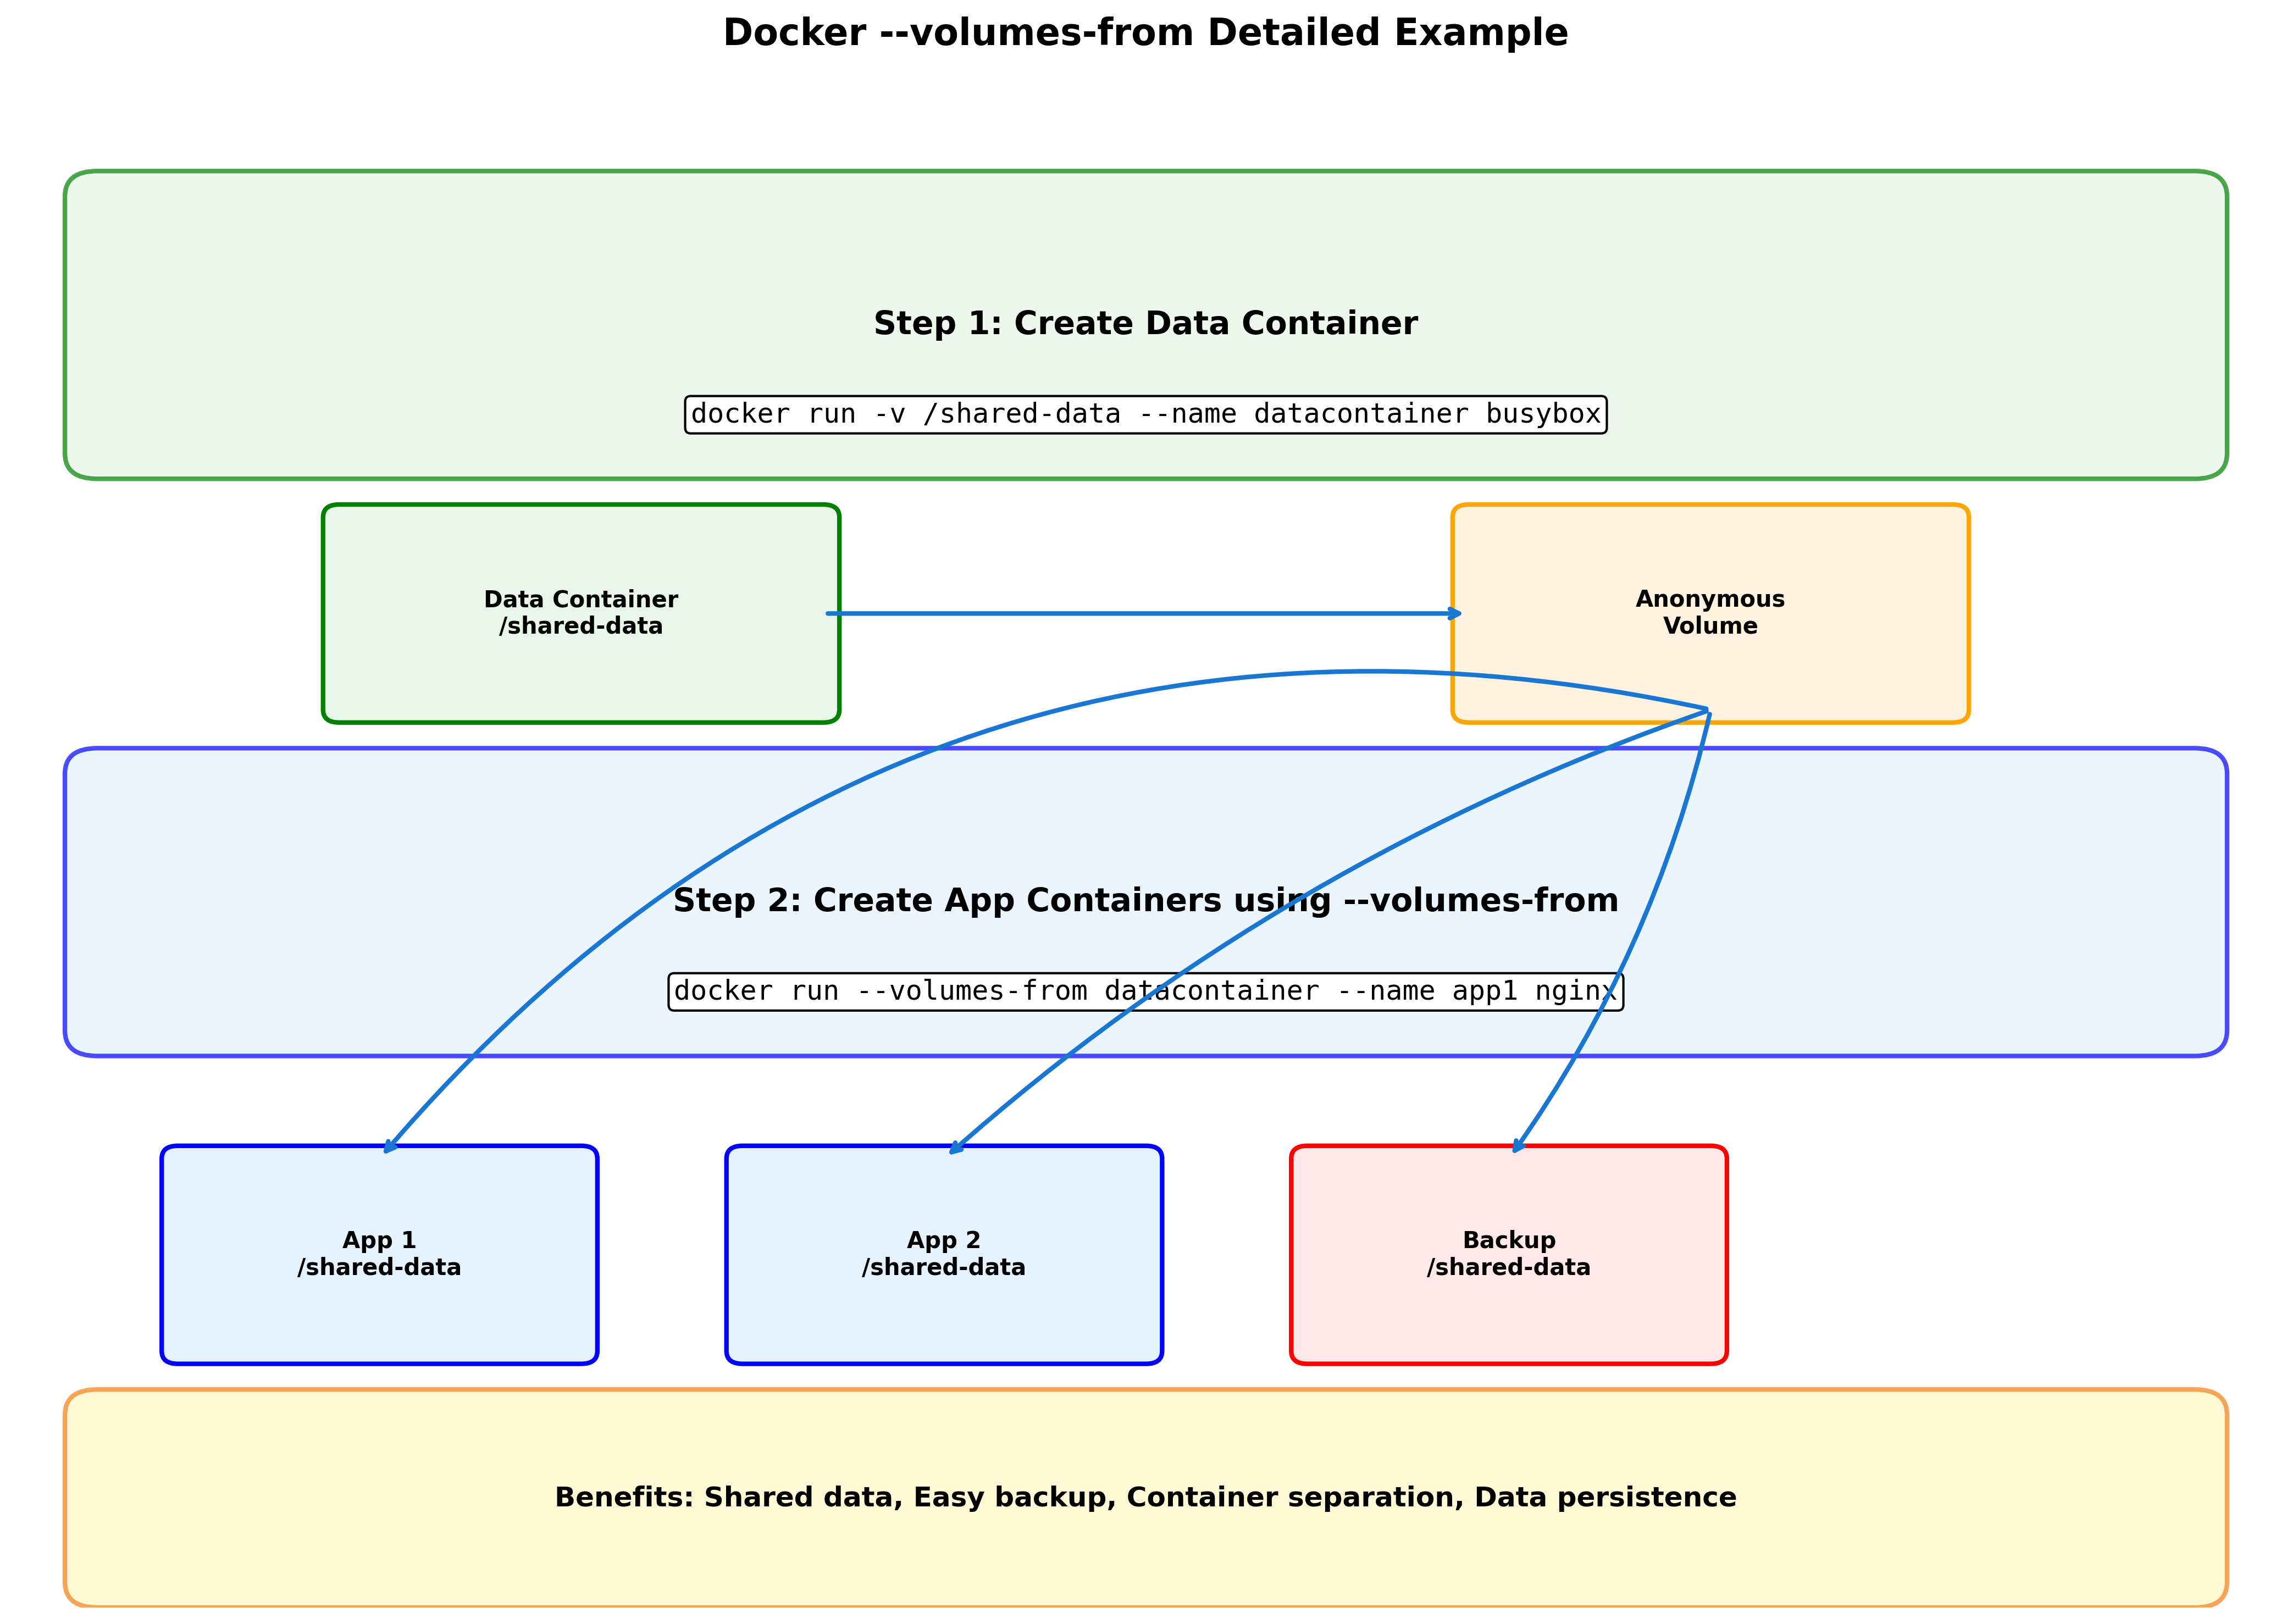 Docker --volumes-from Detailed Example
Step 1: Create Data Container
docker run -v /shared-data --name datacontainer busybox
Data Container
/shared-data
Anonymous
Volume
Step 2: Create App Containers using --volumes-from
docker run --volumes-from datacontainer --name app1 nginx
App 1
/shared-data
App 2
/shared-data
Backup
/shared-data
Benefits: Shared data, Easy backup, Container separation, Data persistence